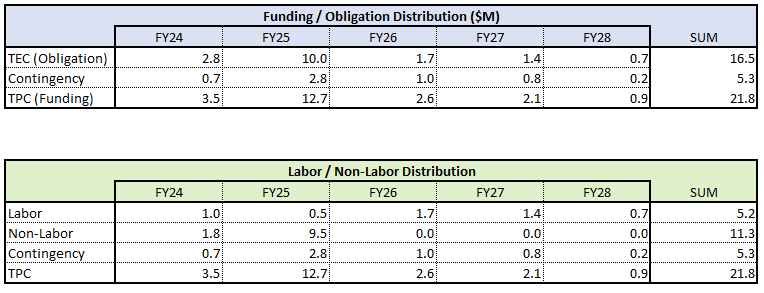 Funding / Obligation Distribution ($M)
FY24 FY25 FY26 FY27 FY28 SUM
TEC (Obligation) 2.8 10.0 1.7 1.4 0.7 16.5
Contingency 0.7 2.8 1.0 0.8 0.2 5.3
TPC (Funding) 3.5 12.7 2.6 2.1 0.9 21.8
Labor / Non-Labor Distribution
FY24 FY25 FY26 FY27 FY28 SUM
Labor 1.0 0.5 1.7 1.4 0.7 5.2
Non-Labor 1.8 9.5 0.0 0.0 0.0 11.3
Contingency 0.7 2.8 1.0 0.8 0.2 5.3
TPC 3.5 12.7 2.6 2.1 0.9 21.8